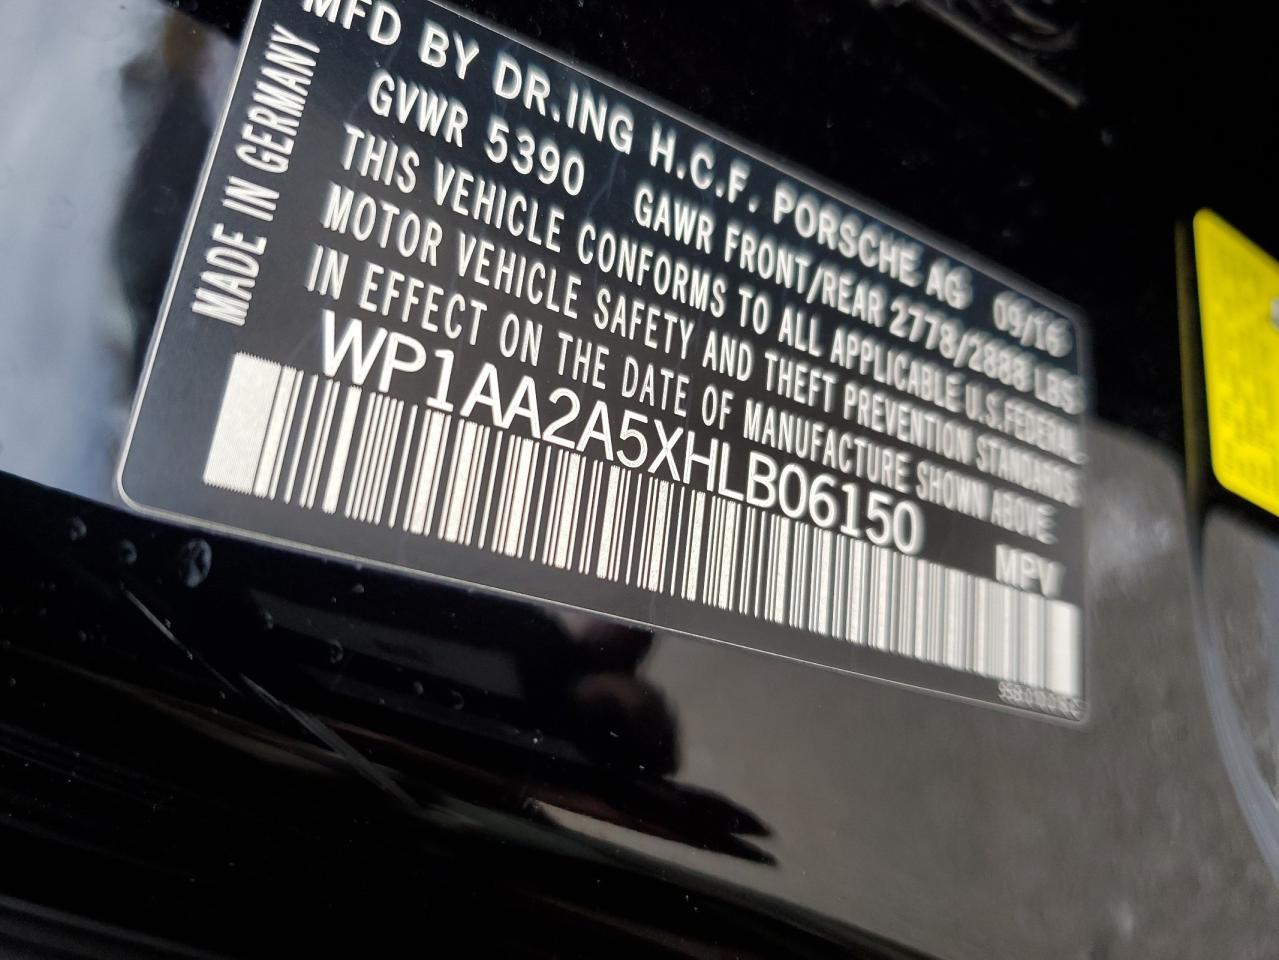 MFD BY DR.ING H.C.F. PORSCHE AG 09/16
GVWR 5390 GAWR FRONT/REAR 2778/2888 LBS
THIS VEHICLE CONFORMS TO ALL APPLICABLE U.S.FEDERAL
MOTOR VEHICLE SAFETY AND THEFT PREVENTION STANDARDS
IN EFFECT ON THE DATE OF MANUFACTURE SHOWN ABOVE
WP1AA2A5XHLB06150 MPV
MADE IN GERMANY